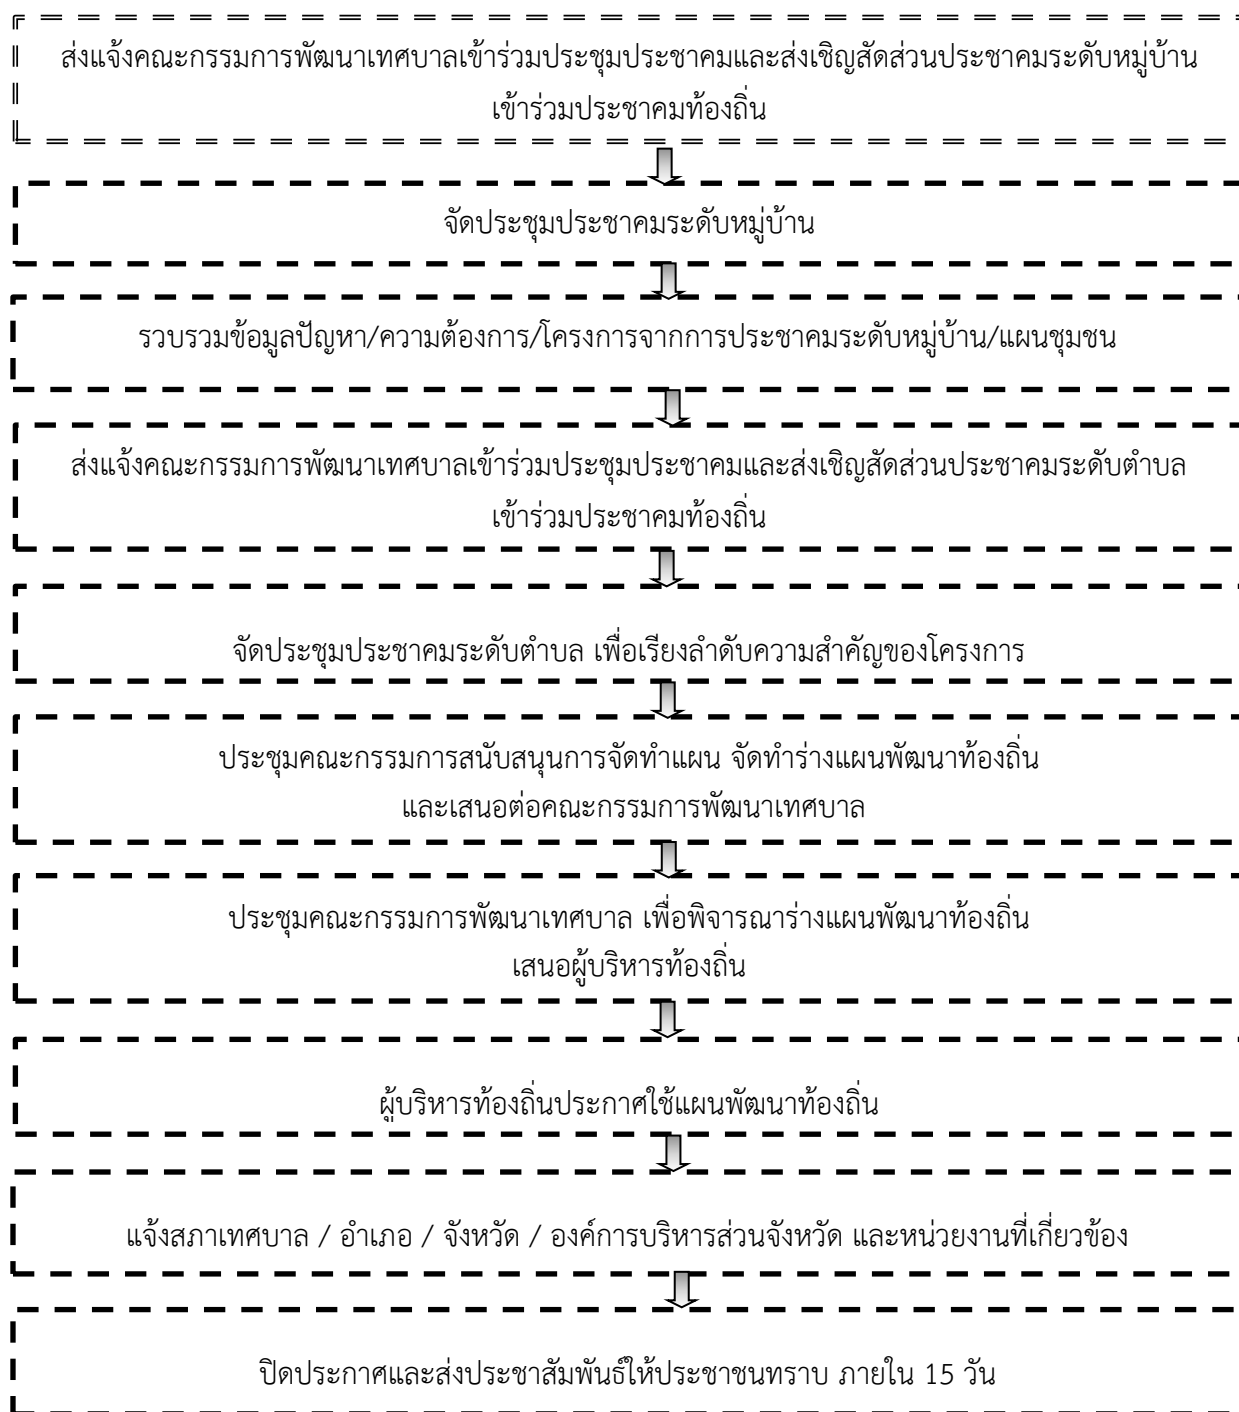 ส่งแจ้งคณะกรรมการพัฒนาเทศบาลเข้าร่วมประชุมประชาคมและส่งเชิญสัดส่วนประชาคมระดับหมู่บ้าน
เข้าร่วมประชาคมท้องถิ่น
จัดประชุมประชาคมระดับหมู่บ้าน
รวบรวมข้อมูลปัญหา/ความต้องการ/โครงการจากการประชาคมระดับหมู่บ้าน/แผนชุมชน
ส่งแจ้งคณะกรรมการพัฒนาเทศบาลเข้าร่วมประชุมประชาคมและส่งเชิญสัดส่วนประชาคมระดับตำบล
เข้าร่วมประชาคมท้องถิ่น
จัดประชุมประชาคมระดับตำบล เพื่อเรียงลำดับความสำคัญของโครงการ
ประชุมคณะกรรมการสนับสนุนการจัดทำแผน จัดทำร่างแผนพัฒนาท้องถิ่น
และเสนอต่อคณะกรรมการพัฒนาเทศบาล
ประชุมคณะกรรมการพัฒนาเทศบาล เพื่อพิจารณาร่างแผนพัฒนาท้องถิ่น
เสนอผู้บริหารท้องถิ่น
ผู้บริหารท้องถิ่นประกาศใช้แผนพัฒนาท้องถิ่น
แจ้งสภาเทศบาล / อำเภอ / จังหวัด / องค์การบริหารส่วนจังหวัด และหน่วยงานที่เกี่ยวข้อง
ปิดประกาศและส่งประชาสัมพันธ์ให้ประชาชนทราบ ภายใน 15 วัน